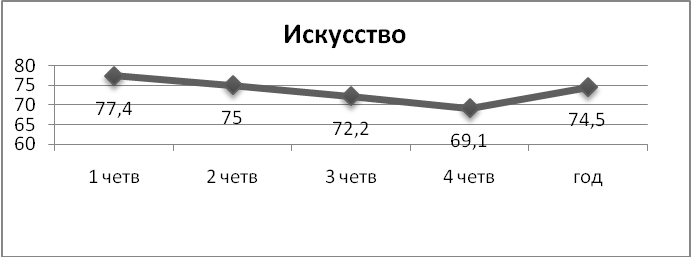 Искусство
80
75
70
65
60
77,4
75
72,2
69,1
74,5
1 четв
2 четв
3 четв
4 четв
год